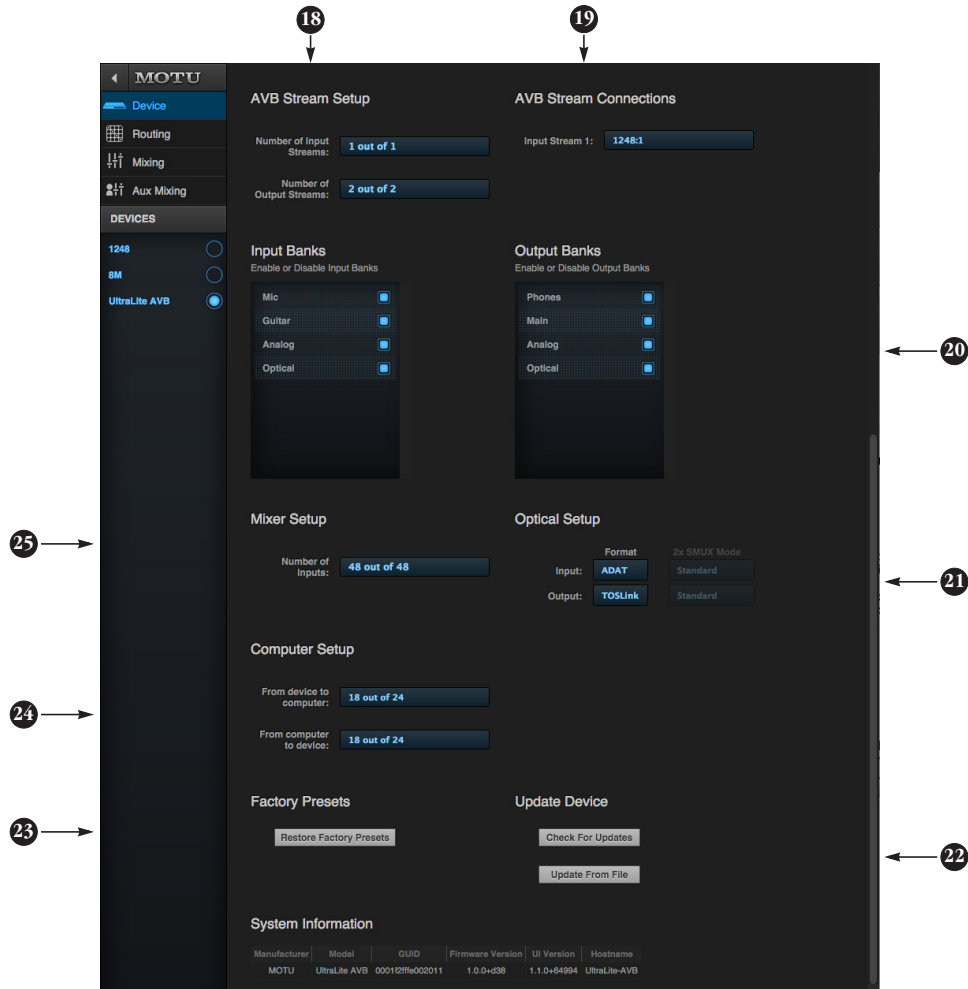 18
19
MOTU
Device
Routing
Mixing
Aux Mixing
DEVICES
1248
8M
UltraLite AVB
AVB Stream Setup
Number of Input
Streams:
1 out of 1
Number of
Output Streams:
2 out of 2
AVB Stream Connections
Input Stream 1:
1248:1
Input Banks
Enable or Disable Input Banks
Mic
Guitar
Analog
Optical
Output Banks
Enable or Disable Output Banks
Phones
Main
Analog
Optical
20
Mixer Setup
Number of
Inputs:
48 out of 48
25
Optical Setup
Format
2x SMUX Mode
Input:
ADAT
Standard
Output:
TOSLink
Standard
21
Computer Setup
From device to
computer:
18 out of 24
From computer
to device:
18 out of 24
24
Factory Presets
Restore Factory Presets
23
Update Device
Check For Updates
Update From File
22
System Information
Manufacturer Model GUID Firmware Version UI Version Hostname
MOTU UltraLite AVB 0001f2fffe002011 1.0.0+d38 1.1.0+64994 UltraLite-AVB